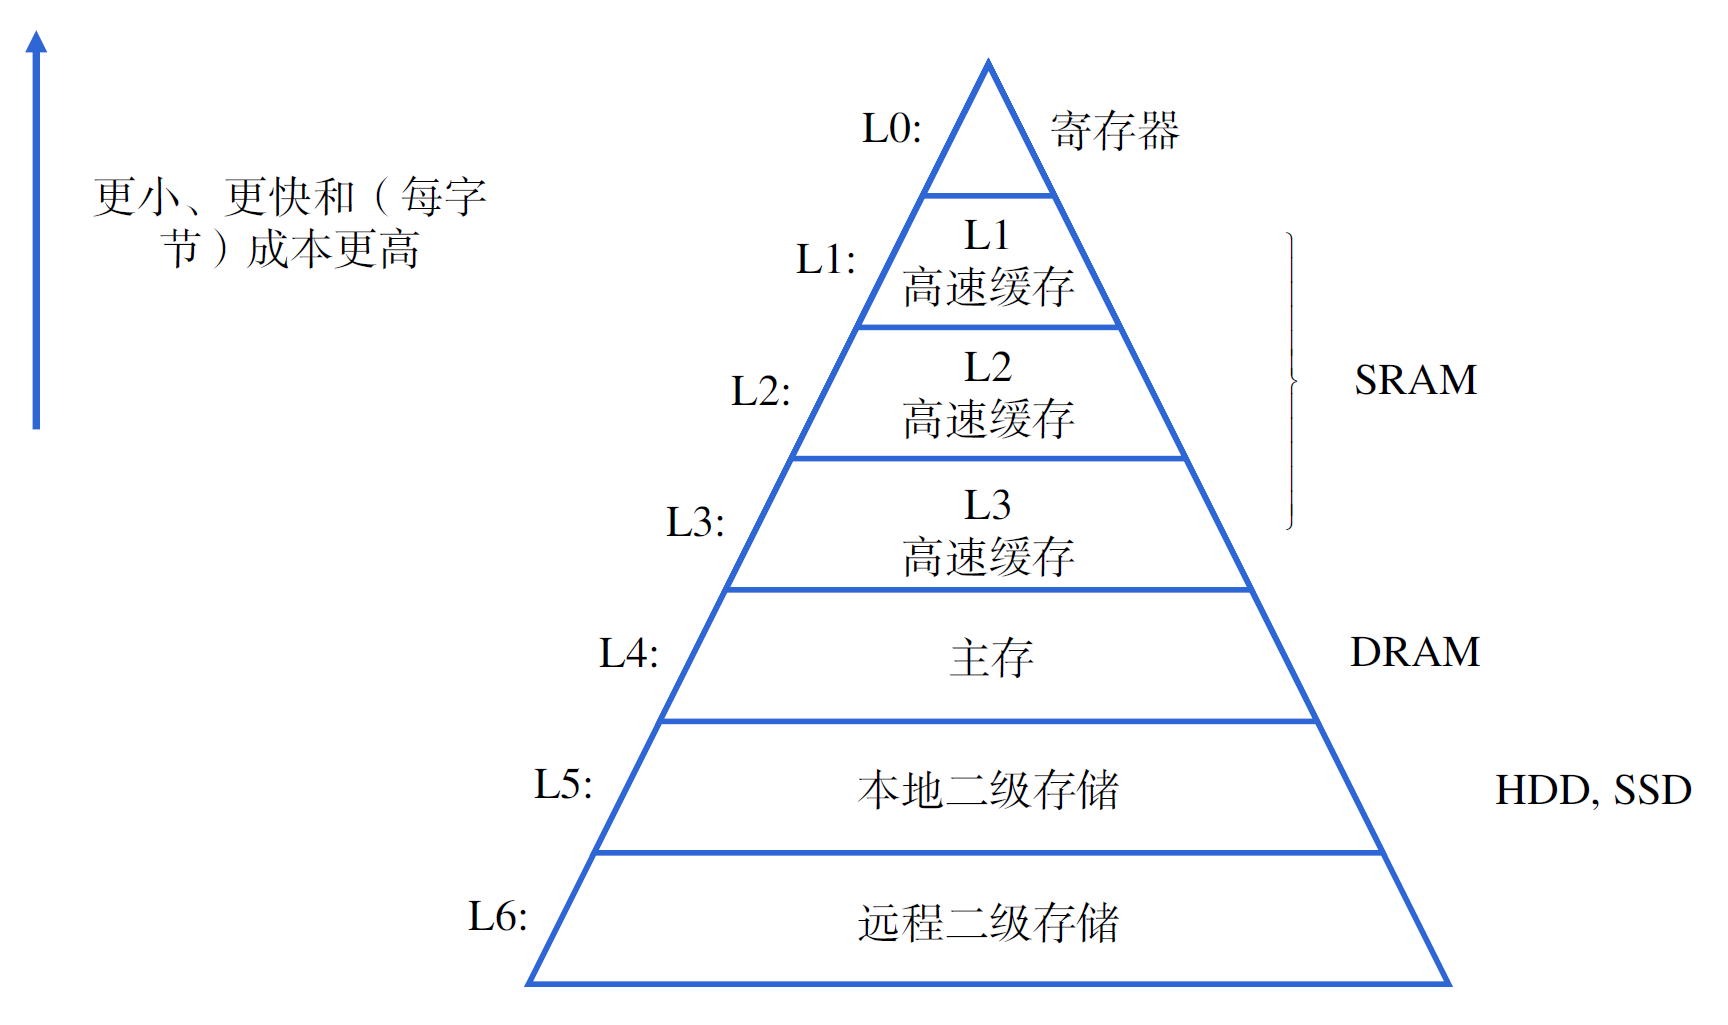 L0:
寄存器
更小、更快和（每字
节）成本更高
L1:
L1
高速缓存
L2:
L2
高速缓存
SRAM
L3:
L3
高速缓存
L4:
主存
DRAM
L5:
本地二级存储
HDD, SSD
L6:
远程二级存储